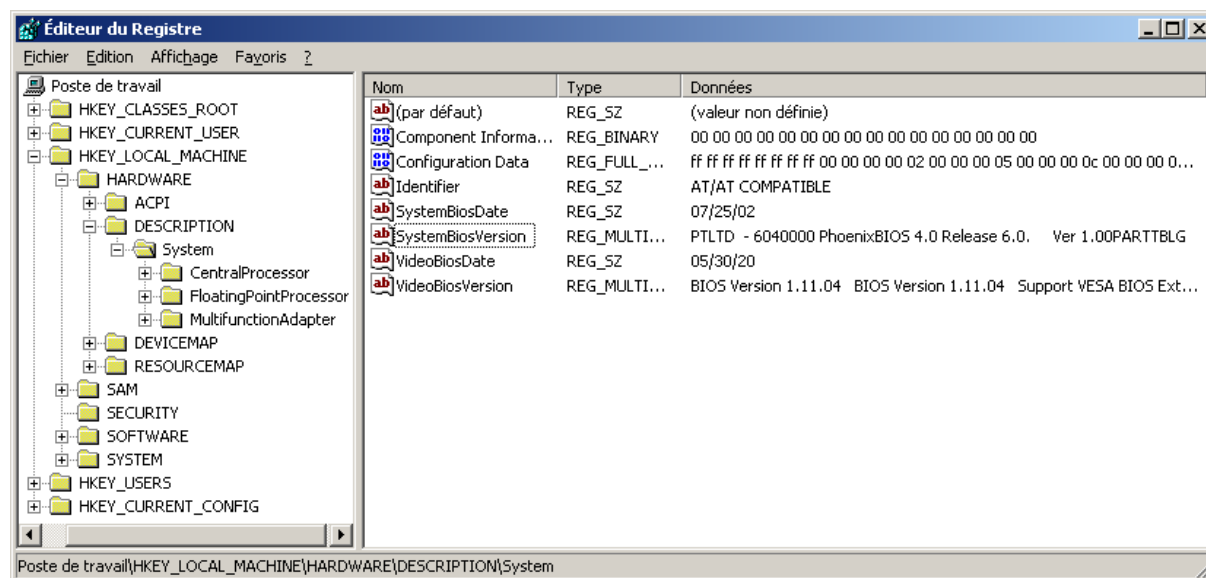 Éditeur du Registre
Fichier Edition Affichage Favoris ?
Poste de travail
HKEY_CLASSES_ROOT
HKEY_CURRENT_USER
HKEY_LOCAL_MACHINE
HARDWARE
ACPI
DESCRIPTION
System
CentralProcessor
FloatingPointProcessor
MultifunctionAdapter
DEVICEMAP
RESOURCEMAP
SAM
SECURITY
SOFTWARE
SYSTEM
HKEY_USERS
HKEY_CURRENT_CONFIG
Nom Type Données
(par défaut) REG_SZ (valeur non définie)
Component Informa... REG_BINARY 00 00 00 00 00 00 00 00 00 00 00 00 00 00 00 00
Configuration Data REG_FULL_... ff ff ff ff ff ff ff ff 00 00 00 00 02 00 00 00 05 00 00 00 0c 00 00 00 0...
Identifier REG_SZ AT/AT COMPATIBLE
SystemBiosDate REG_SZ 07/25/02
SystemBiosVersion REG_MULTI... PTLTD - 6040000 PhoenixBIOS 4.0 Release 6.0. Ver 1.00PARTTBLG
VideoBiosDate REG_SZ 05/30/20
VideoBiosVersion REG_MULTI... BIOS Version 1.11.04 BIOS Version 1.11.04 Support VESA BIOS Ext...
Poste de travail\HKEY_LOCAL_MACHINE\HARDWARE\DESCRIPTION\System